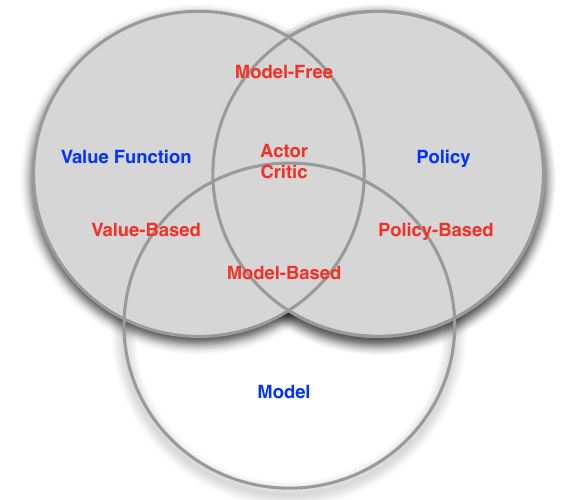 Model-Free
Actor
Critic
Value Function
Policy
Value-Based
Policy-Based
Model-Based
Model